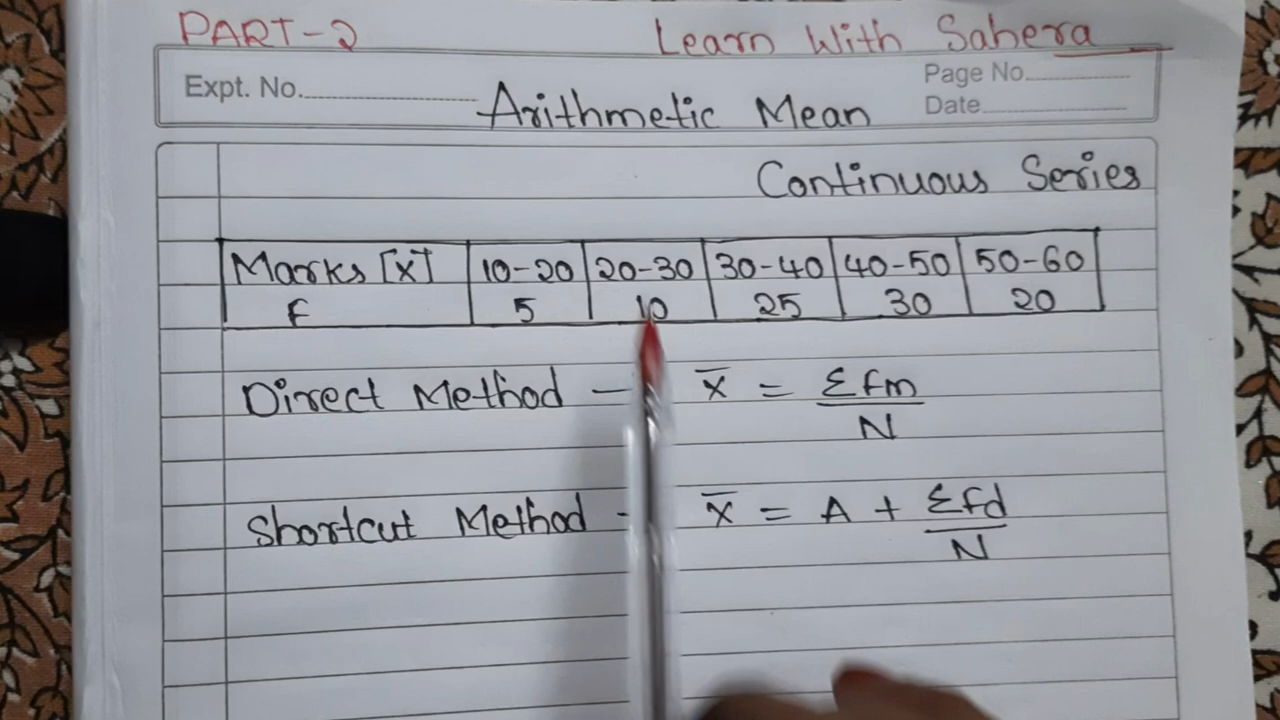 PART-2 Learn With Sahera
Expt. No. Page No.
Arithmetic Mean
Date
Continuous Series
Marks [x] 10-20 20-30 30-40 40-50 50-60
f 5 10 25 30 20
Direct Method - x̅ = Σfm / N
Shortcut Method - x̅ = A + Σfd / N